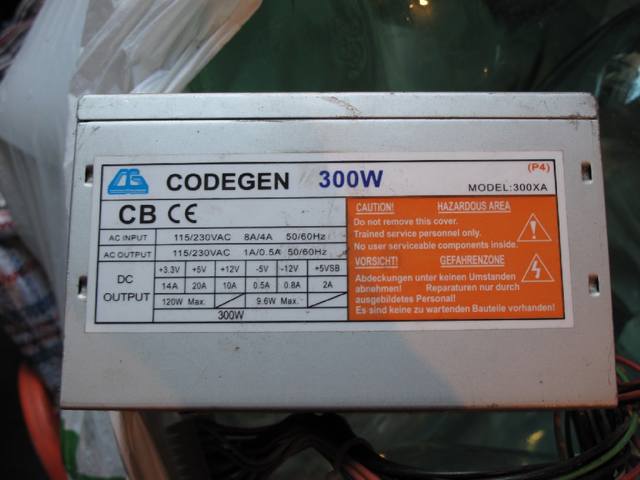 CODEGEN 300W
(P4)
MODEL:300XA
CB CE
AC INPUT 115/230VAC 8A/4A 50/60Hz
AC OUTPUT 115/230VAC 1A/0.5A 50/60Hz
DC OUTPUT
+3.3V +5V +12V -5V -12V +5VSB
14A 20A 10A 0.5A 0.8A 2A
120W Max. 9.6W Max.
300W
CAUTION! HAZARDOUS AREA
Do not remove this cover.
Trained service personnel only.
No user serviceable components inside.
VORSICHT! GEFAHRENZONE
Abdeckungen unter keinen Umstanden
abnehmen! Reparaturen nur durch
ausgebildetes Personal!
Es sind keine zu wartenden Bauteile vorhanden!